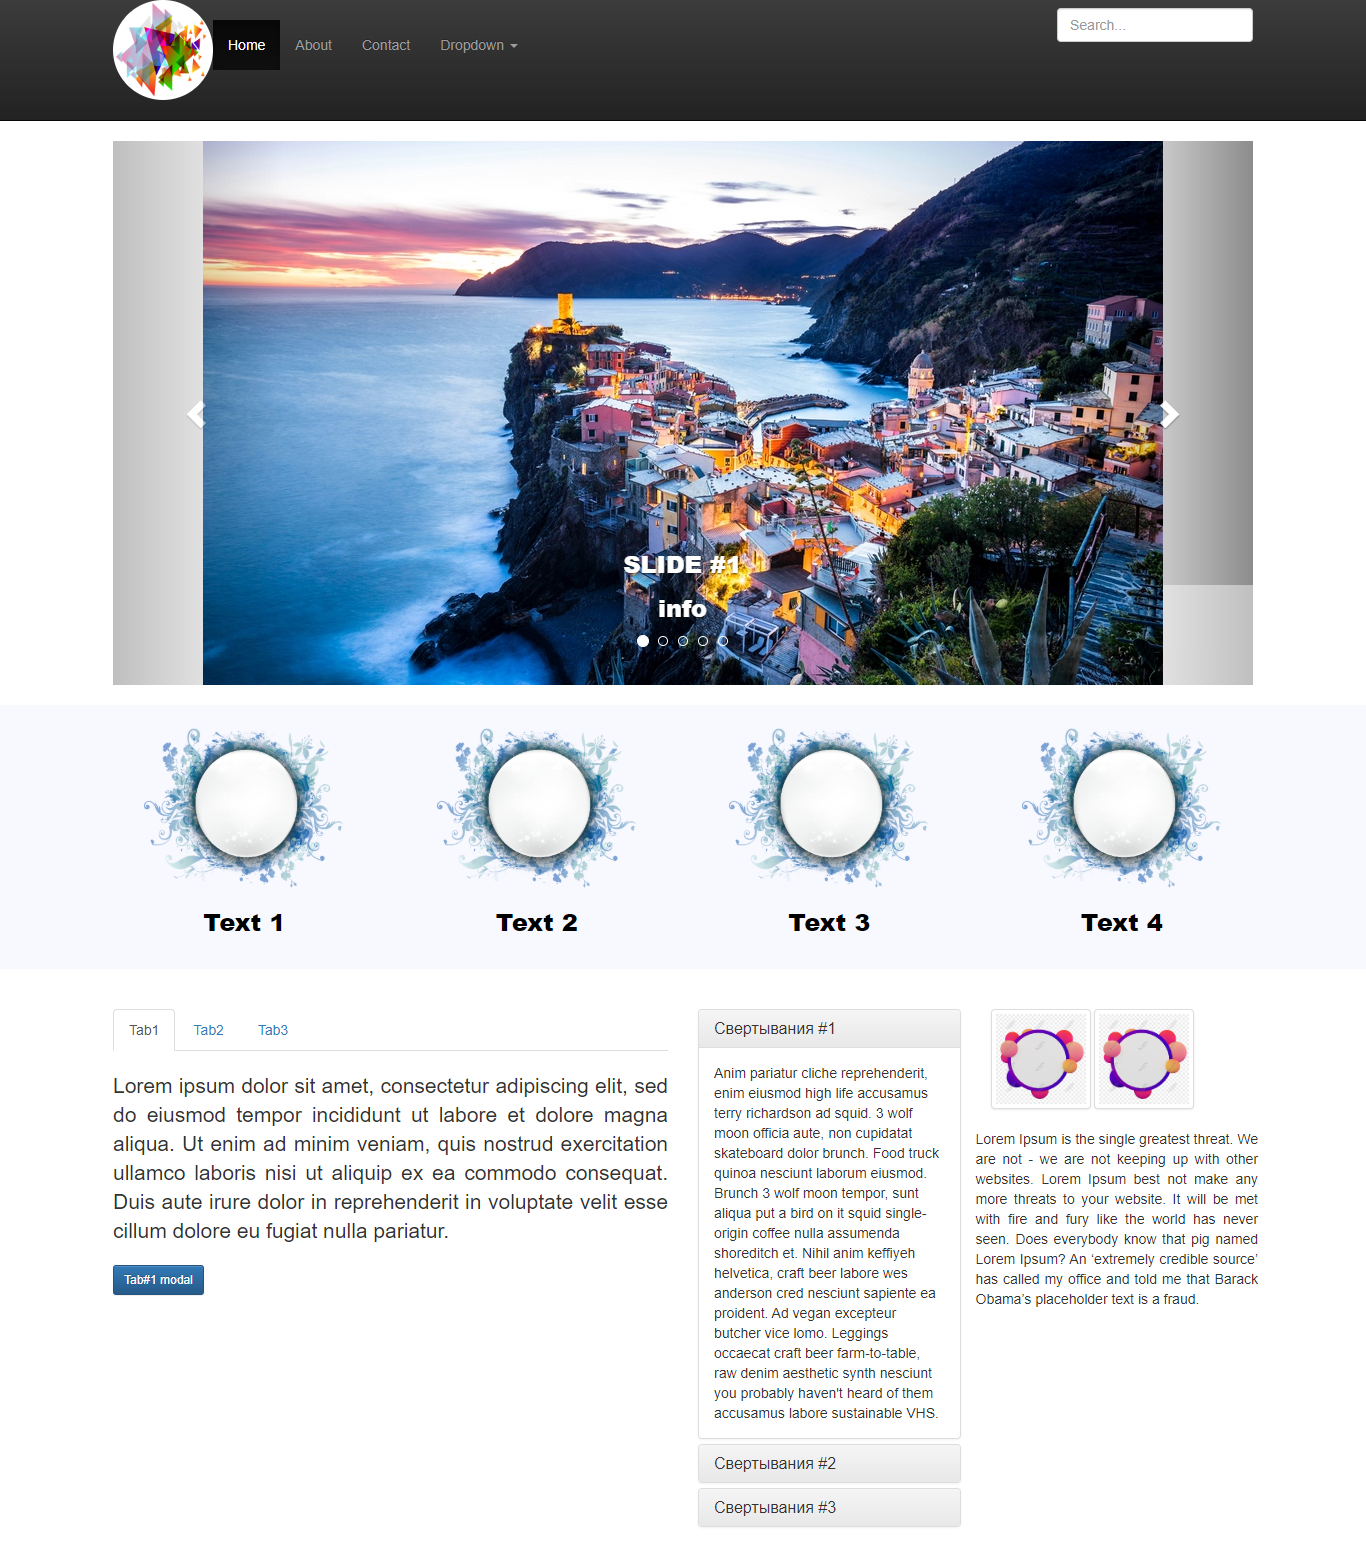 Home About Contact Dropdown
Search...
SLIDE #1
info
Text 1 Text 2 Text 3 Text 4
Tab1 Tab2 Tab3
Lorem ipsum dolor sit amet, consectetur adipiscing elit, sed
do eiusmod tempor incididunt ut labore et dolore magna
aliqua. Ut enim ad minim veniam, quis nostrud exercitation
ullamco laboris nisi ut aliquip ex ea commodo consequat.
Duis aute irure dolor in reprehenderit in voluptate velit esse
cillum dolore eu fugiat nulla pariatur.
Tab#1 modal
Свертывания #1
Anim pariatur cliche reprehenderit,
enim eiusmod high life accusamus
terry richardson ad squid. 3 wolf
moon officia aute, non cupidatat
skateboard dolor brunch. Food truck
quinoa nesciunt laborum eiusmod.
Brunch 3 wolf moon tempor, sunt
aliqua put a bird on it squid single-
origin coffee nulla assumenda
shoreditch et. Nihil anim keffiyeh
helvetica, craft beer labore wes
anderson cred nesciunt sapiente ea
proident. Ad vegan excepteur
butcher vice lomo. Leggings
occaecat craft beer farm-to-table,
raw denim aesthetic synth nesciunt
you probably haven't heard of them
accusamus labore sustainable VHS.
Свертывания #2
Свертывания #3
Lorem Ipsum is the single greatest threat. We
are not - we are not keeping up with other
websites. Lorem Ipsum best not make any
more threats to your website. It will be met
with fire and fury like the world has never
seen. Does everybody know that pig named
Lorem Ipsum? An ‘extremely credible source’
has called my office and told me that Barack
Obama’s placeholder text is a fraud.